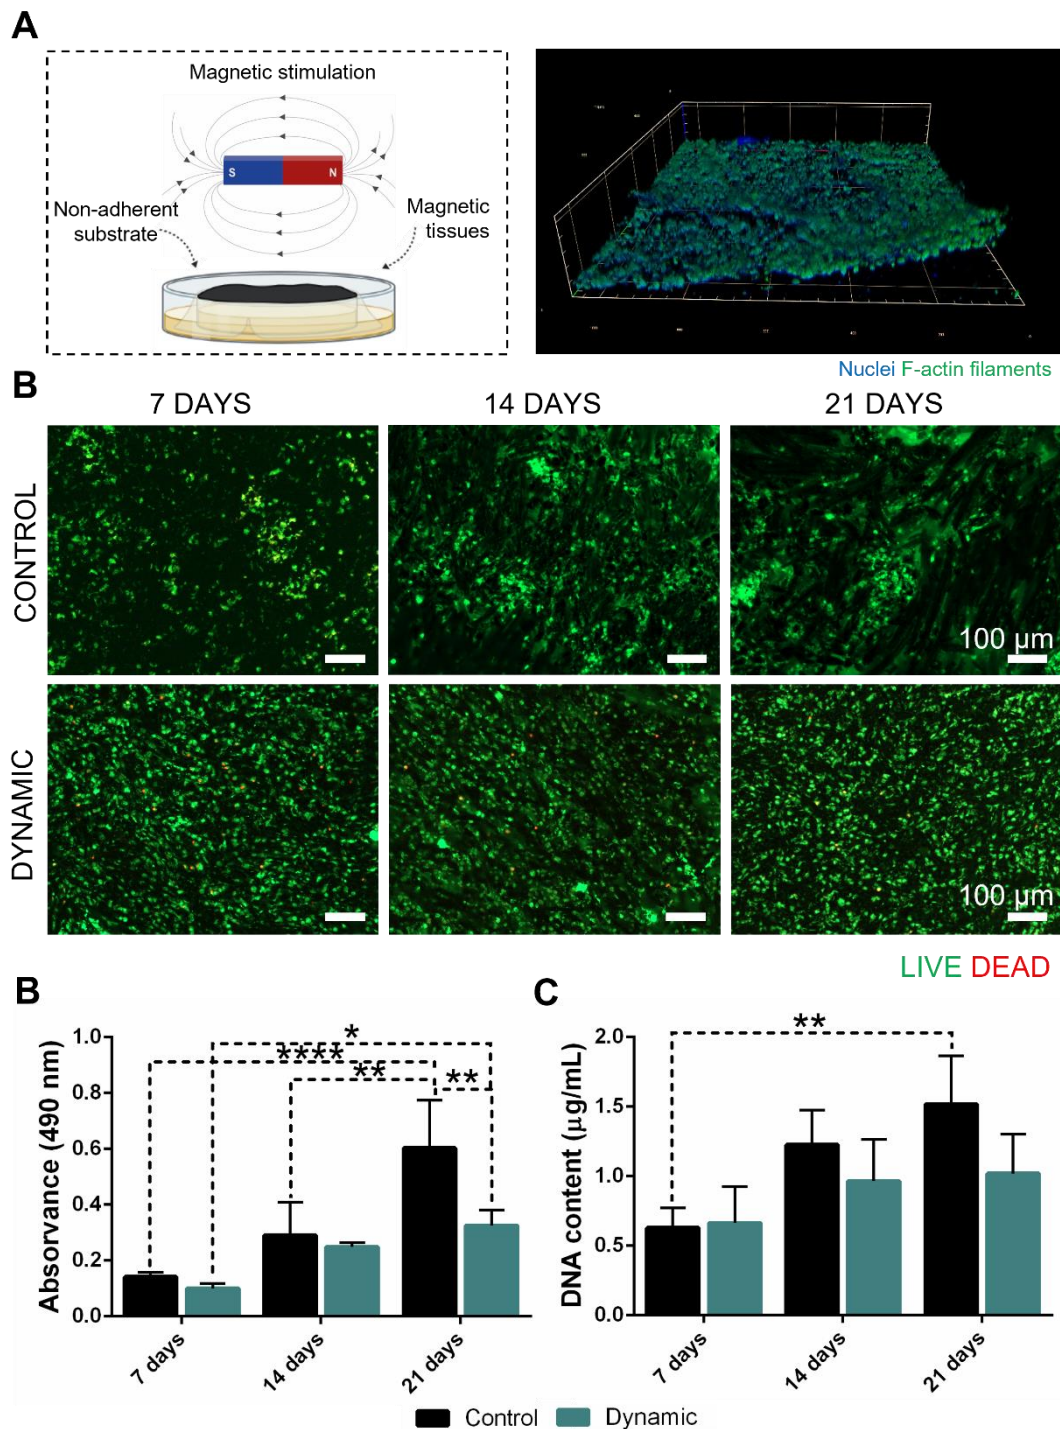 A
Magnetic stimulation
S
N
Non-adherent
substrate
Magnetic
tissues
Nuclei F-actin filaments
B
7 DAYS
14 DAYS
21 DAYS
CONTROL
100 µm
DYNAMIC
100 µm
LIVE DEAD
B
Absorvance (490 nm)
1.0
0.8
0.6
0.4
0.2
0.0
*
****
**
**
7 days
14 days
21 days
C
DNA content (µg/mL)
2.0
1.5
1.0
0.5
0.0
**
7 days
14 days
21 days
Control
Dynamic